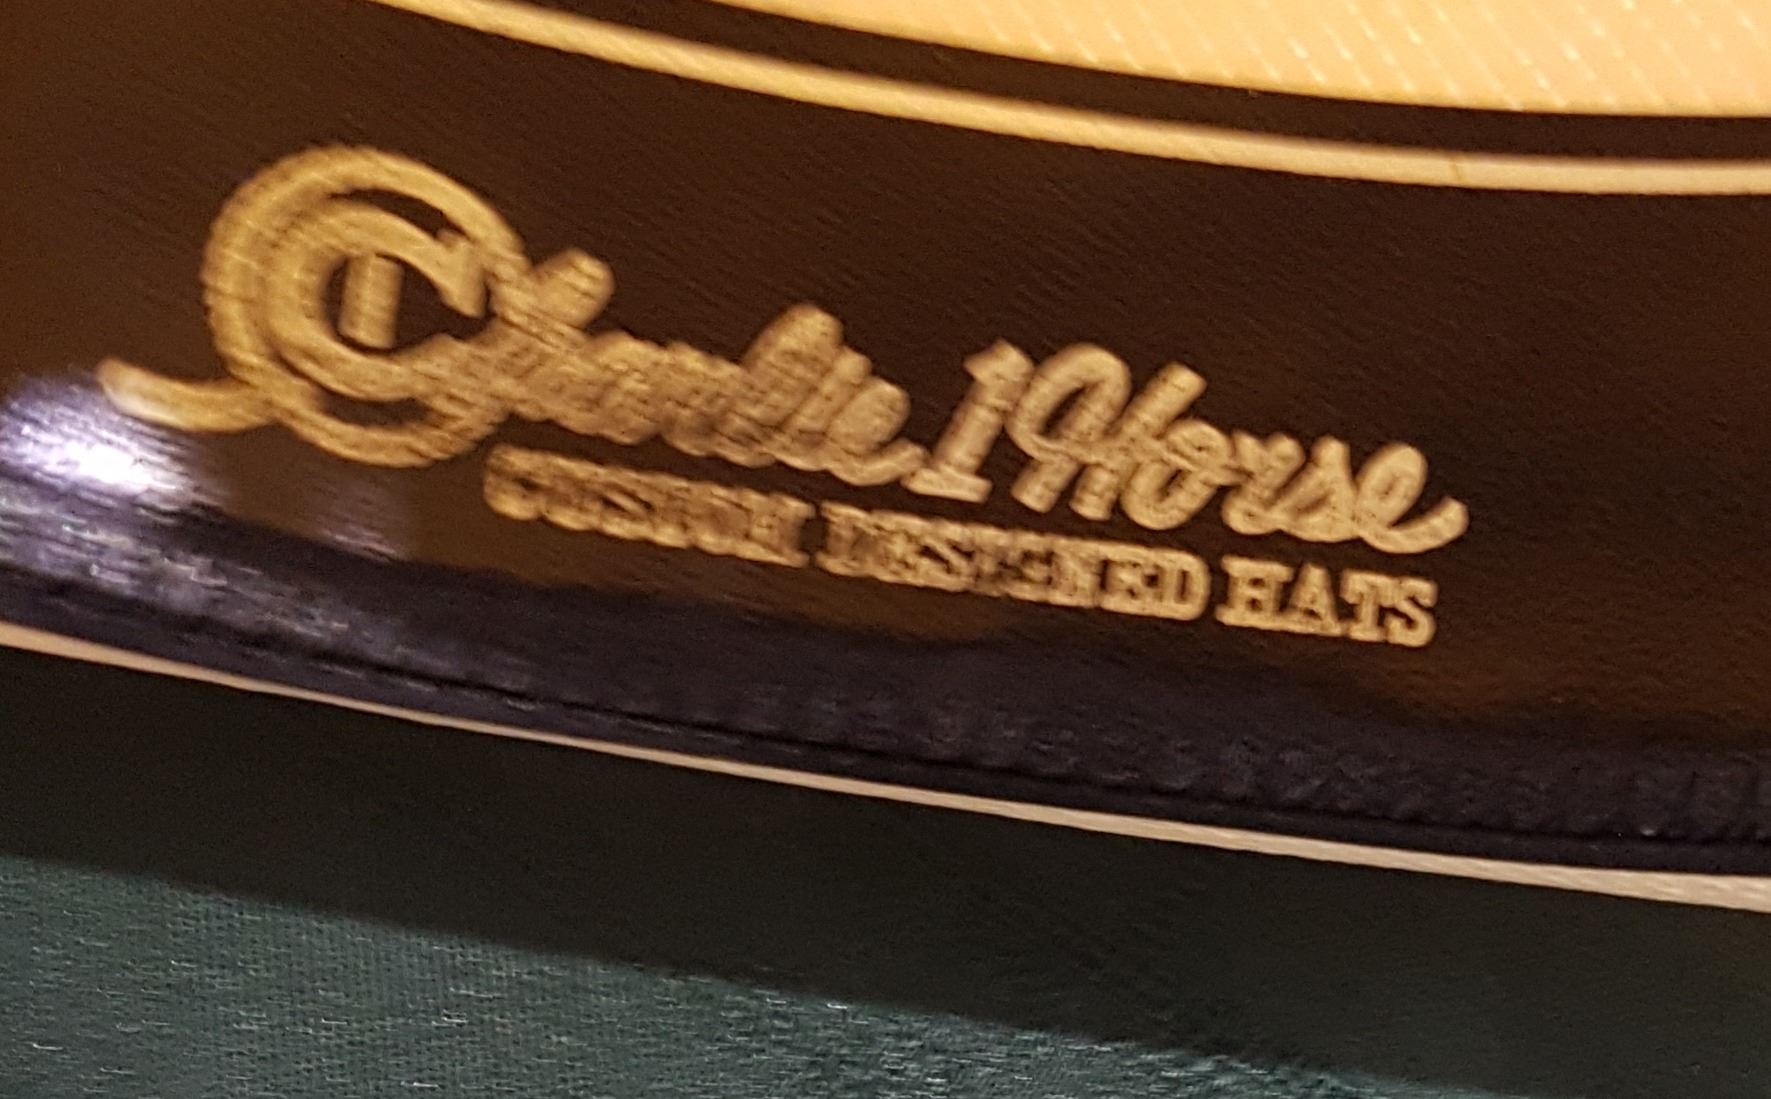 Charlie 1 Horse
CUSTOM DESIGNED HATS